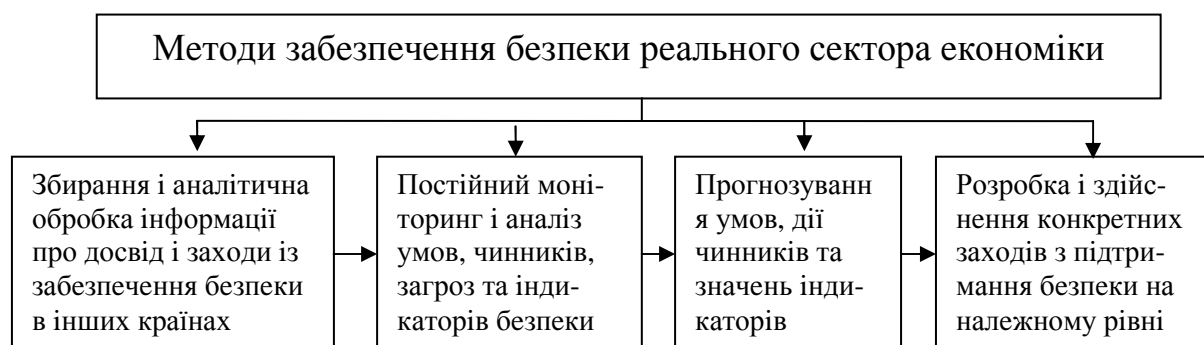 Методи забезпечення безпеки реального сектора економіки
Збирання і аналітична
обробка інформації
про досвід і заходи із
забезпечення безпеки
в інших країнах
Постійний моні-
торинг і аналіз
умов, чинників,
загроз та інди-
каторів безпеки
Прогнозуванн
я умов, дії
чинників та
значень інди-
каторів
Розробка і здійс-
нення конкретних
заходів з підтри-
мання безпеки на
належному рівні